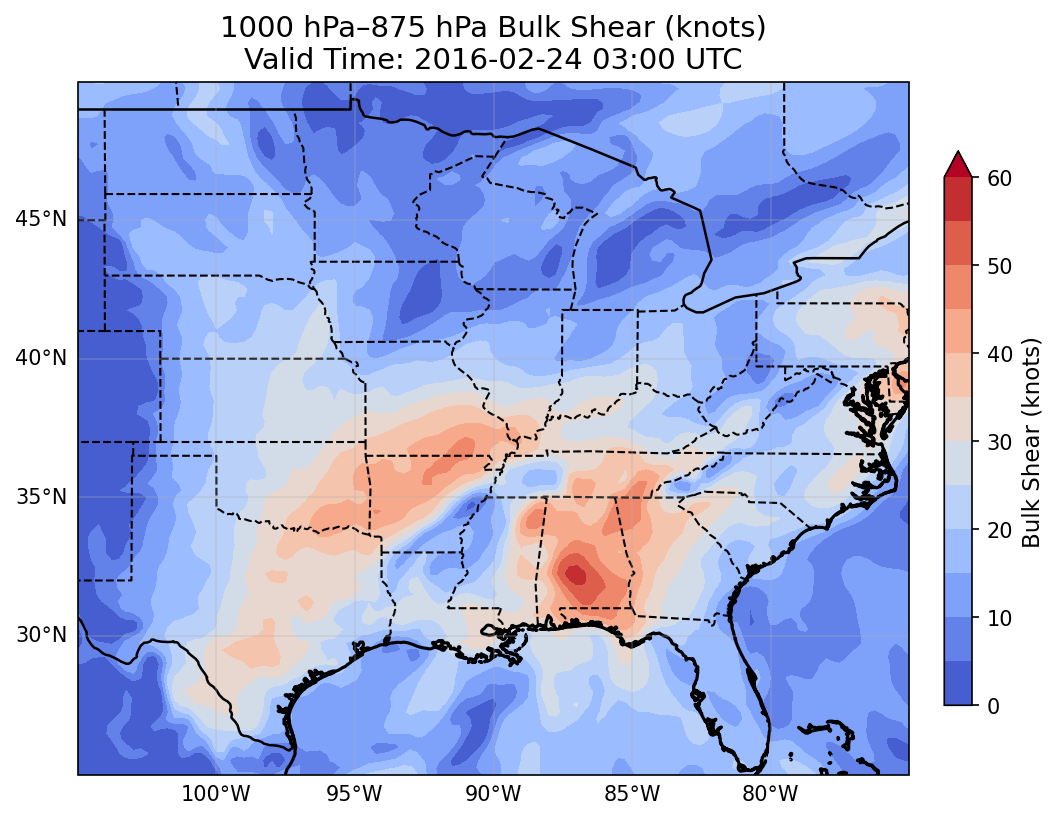 1000 hPa–875 hPa Bulk Shear (knots)
Valid Time: 2016-02-24 03:00 UTC
45°N
40°N
35°N
30°N
100°W
95°W
90°W
85°W
80°W
60
50
40
30
20
10
0
Bulk Shear (knots)